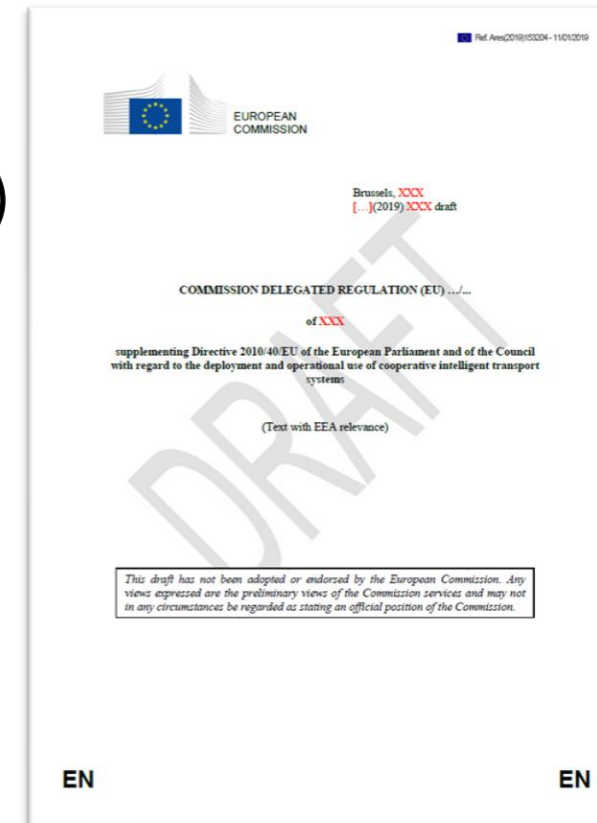 Ref. Ares(2019)153204 - 11/01/2019
EUROPEAN
COMMISSION
Brussels, XXX
[…](2019) XXX draft
COMMISSION DELEGATED REGULATION (EU) …/...
of XXX
supplementing Directive 2010/40/EU of the European Parliament and of the Council
with regard to the deployment and operational use of cooperative intelligent transport
systems
(Text with EEA relevance)
DRAFT
This draft has not been adopted or endorsed by the European Commission. Any
views expressed are the preliminary views of the Commission services and may not
in any circumstances be regarded as stating an official position of the Commission.
EN
EN